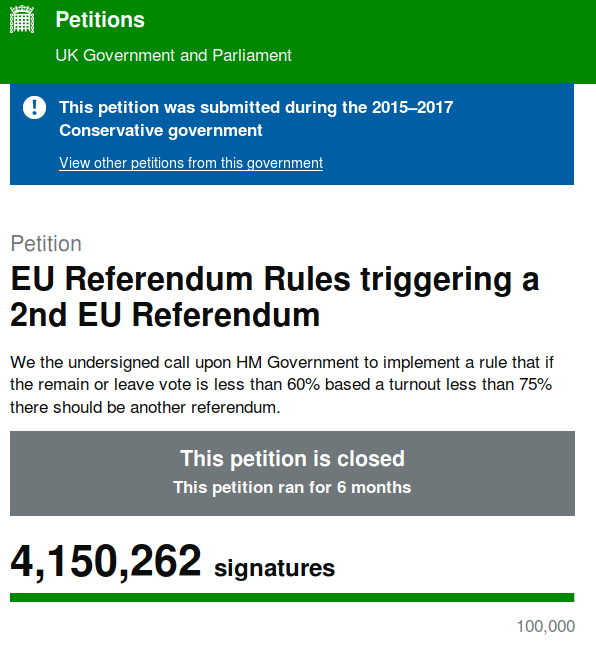 Petitions
UK Government and Parliament
This petition was submitted during the 2015–2017
Conservative government
View other petitions from this government
Petition
EU Referendum Rules triggering a
2nd EU Referendum
We the undersigned call upon HM Government to implement a rule that if
the remain or leave vote is less than 60% based a turnout less than 75%
there should be another referendum.
This petition is closed
This petition ran for 6 months
4,150,262 signatures
100,000